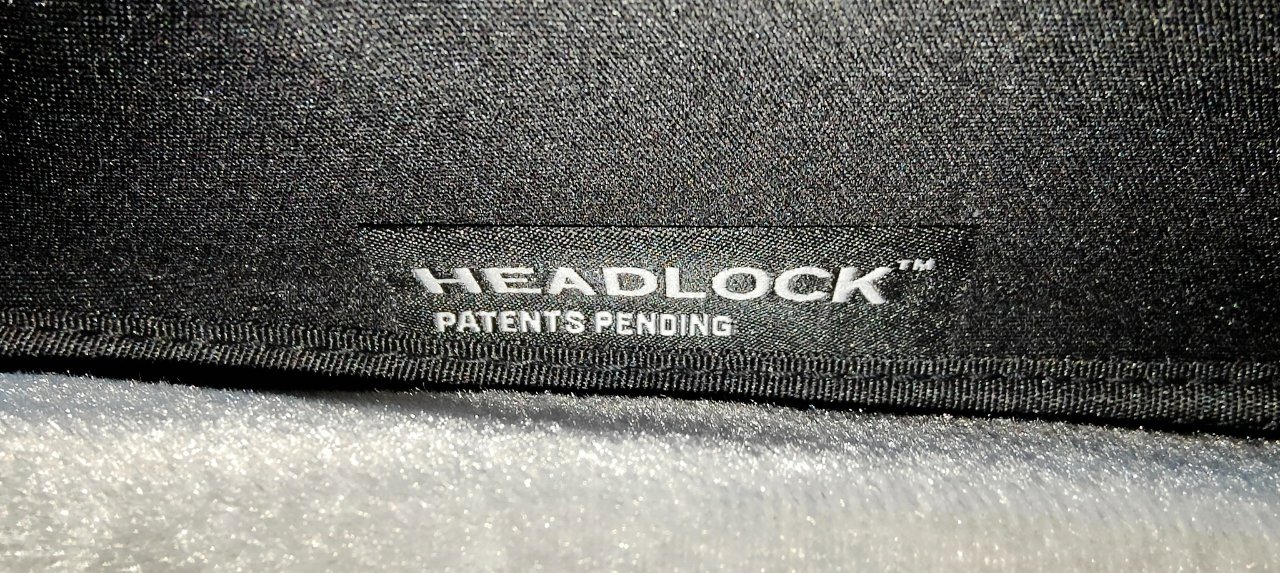 HEADLOCK™
PATENTS PENDING